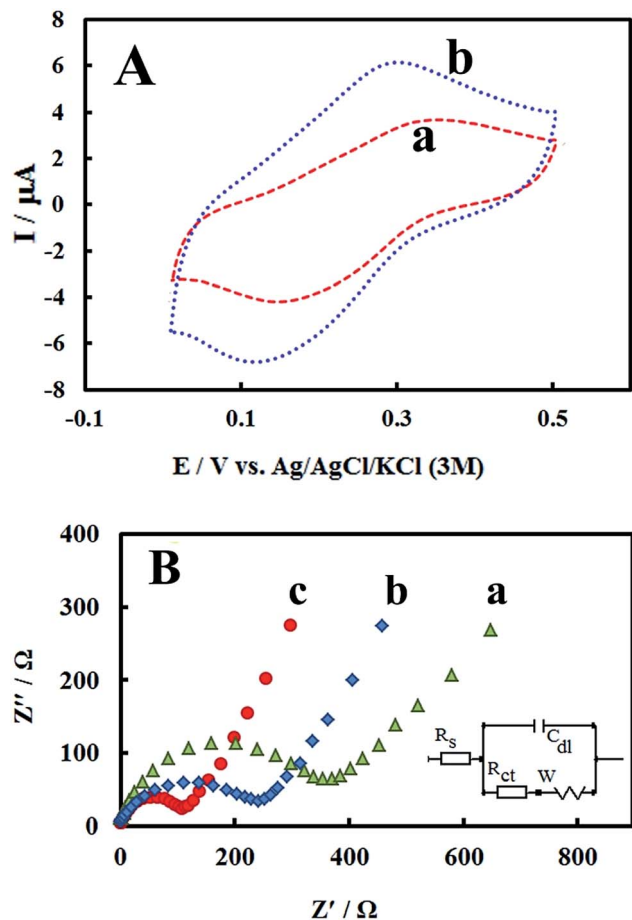 A
b
a
I / µA
8
6
4
2
0
-2
-4
-6
-8
-0.1 0.1 0.3 0.5
E / V vs. Ag/AgCl/KCl (3M)
B
c b a
Z″ / Ω
400
300
200
100
0
R_s
C_dl
R_ct W
0 200 400 600 800
Z′ / Ω